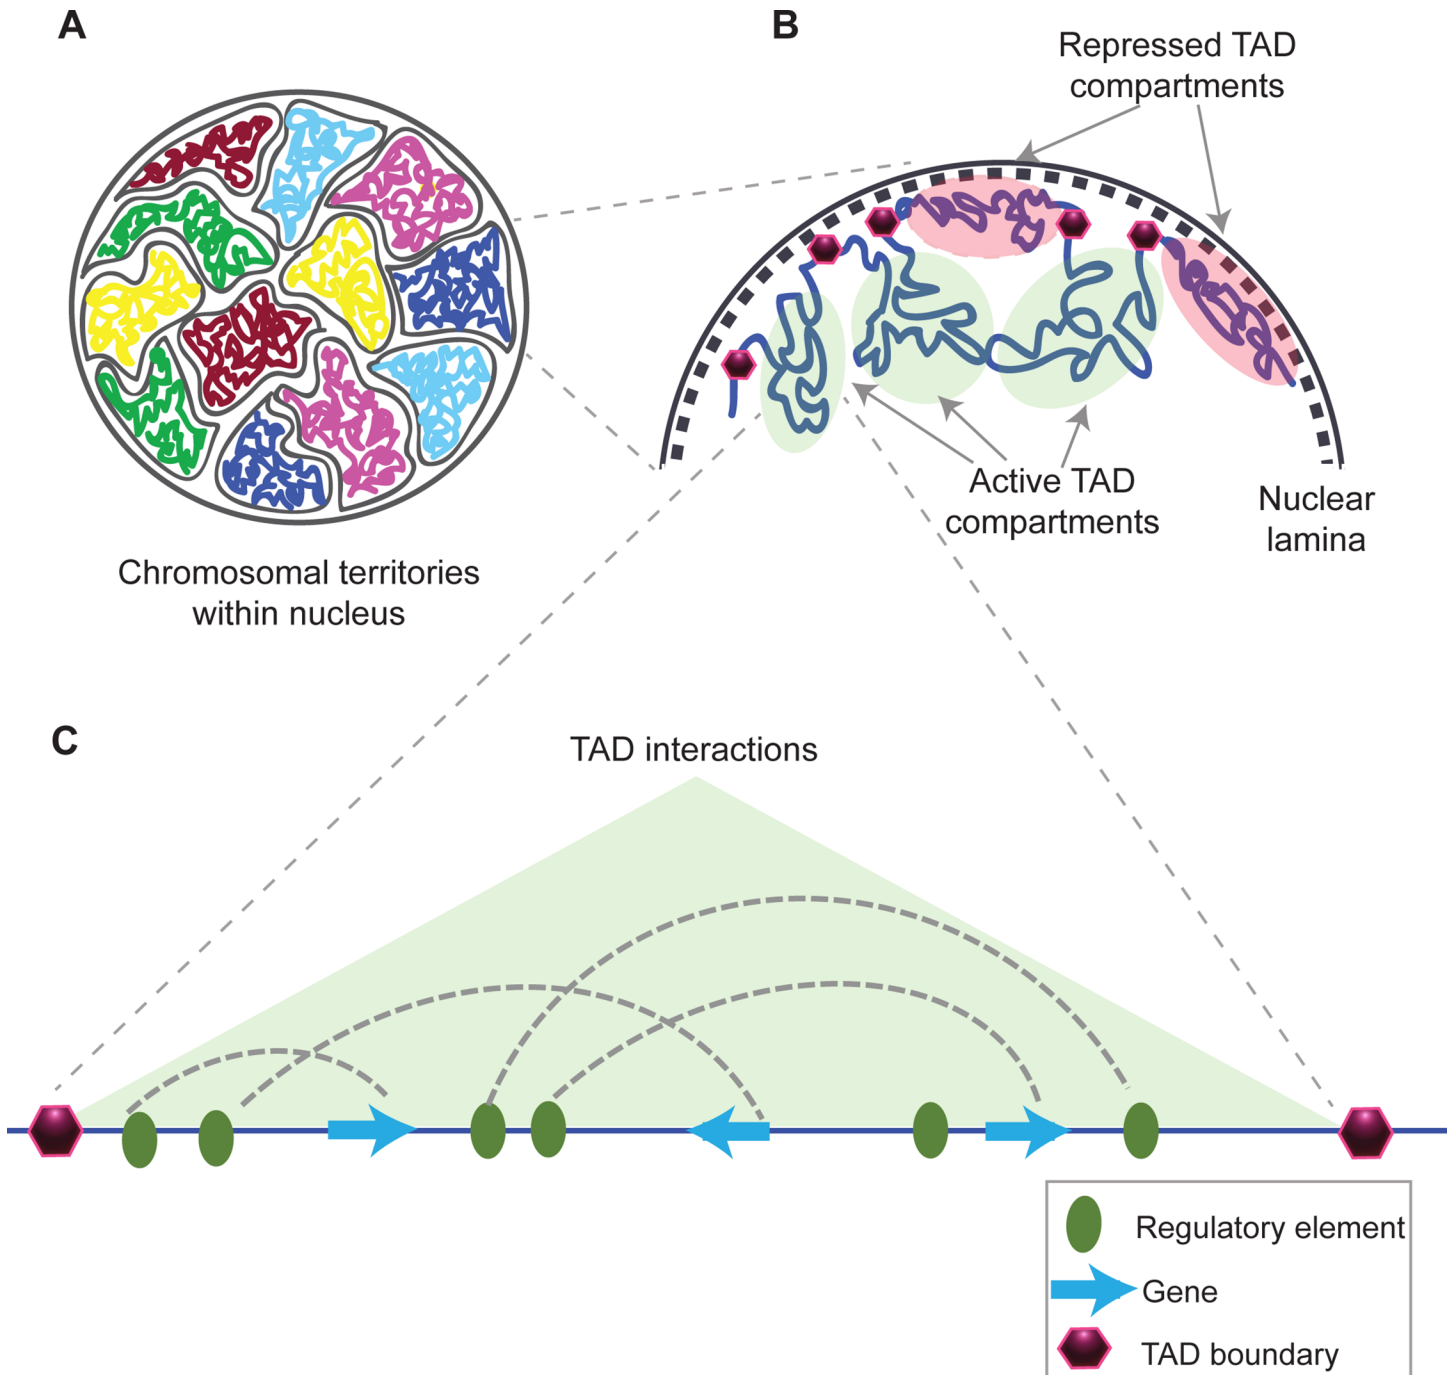 A
B
Repressed TAD
compartments
Active TAD
compartments
Nuclear
lamina
Chromosomal territories
within nucleus
C
TAD interactions
Regulatory element
Gene
TAD boundary